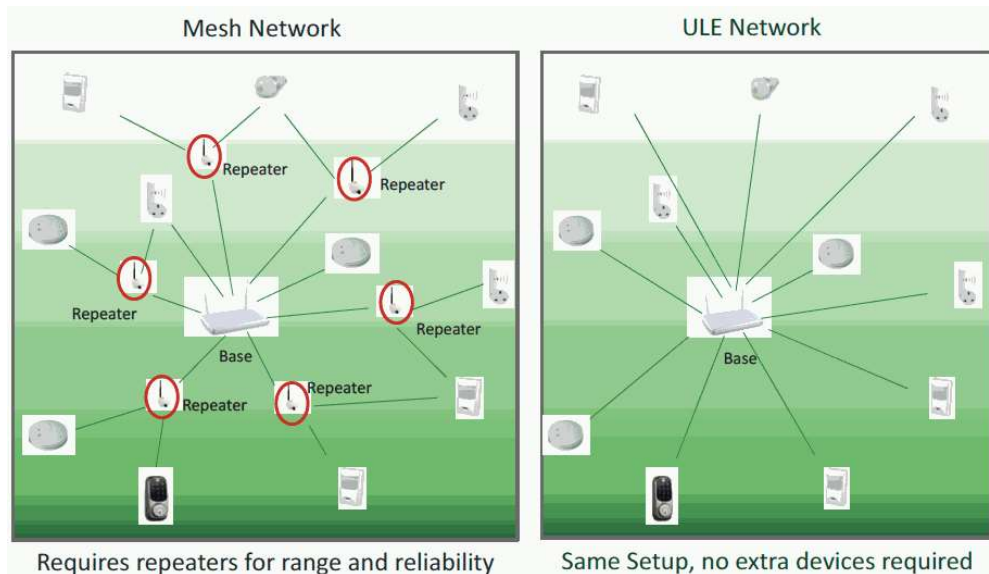 Mesh Network
ULE Network
Repeater
Repeater
Repeater
Repeater
Base
Base
Repeater
Repeater
Requires repeaters for range and reliability
Same Setup, no extra devices required